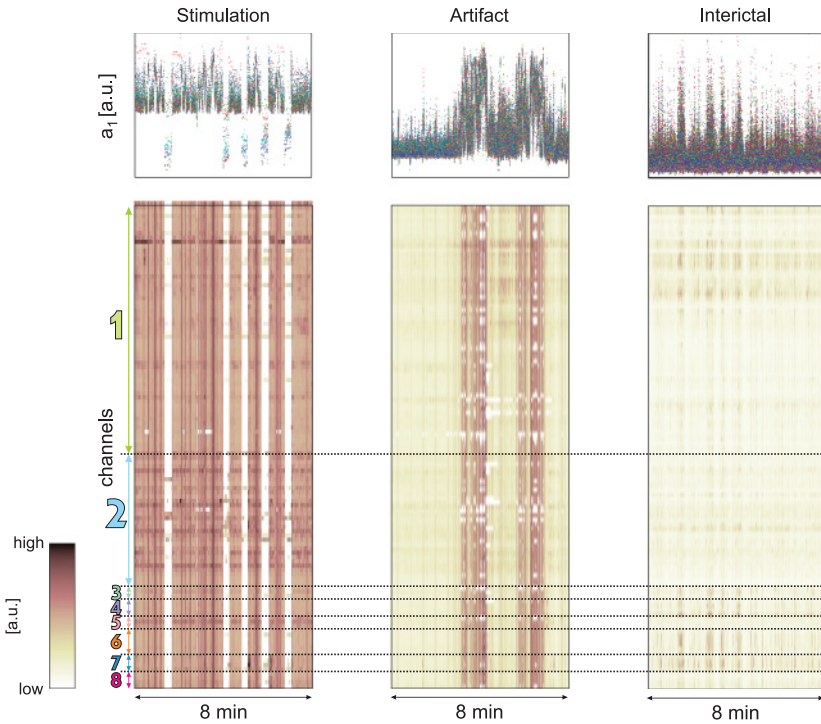 Stimulation
Artifact
Interictal
a1 [a.u.]
channels
1
2
3
4
5
6
7
8
high
[a.u.]
low
8 min
8 min
8 min